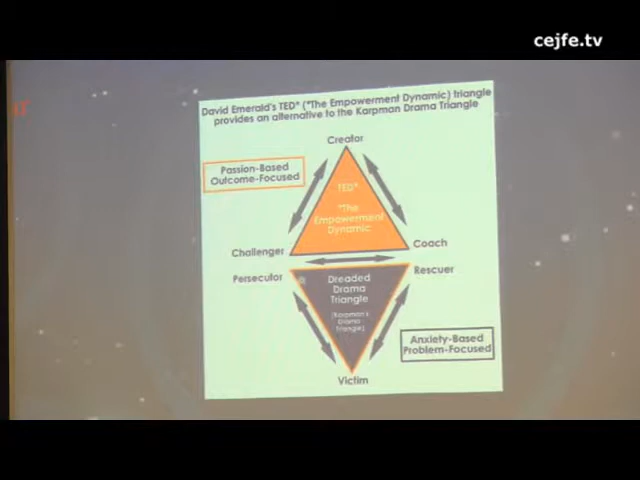 cejfe.tv
David Emerald's TED* (*The Empowerment Dynamic) triangle
provides an alternative to the Karpman Drama Triangle
Creator
Passion-Based
Outcome-Focused
TED*
*The
Empowerment
Dynamic
Challenger
Coach
Persecutor
Rescuer
Dreaded
Drama
Triangle
(Karpman's
Drama
Triangle)
Anxiety-Based
Problem-Focused
Victim